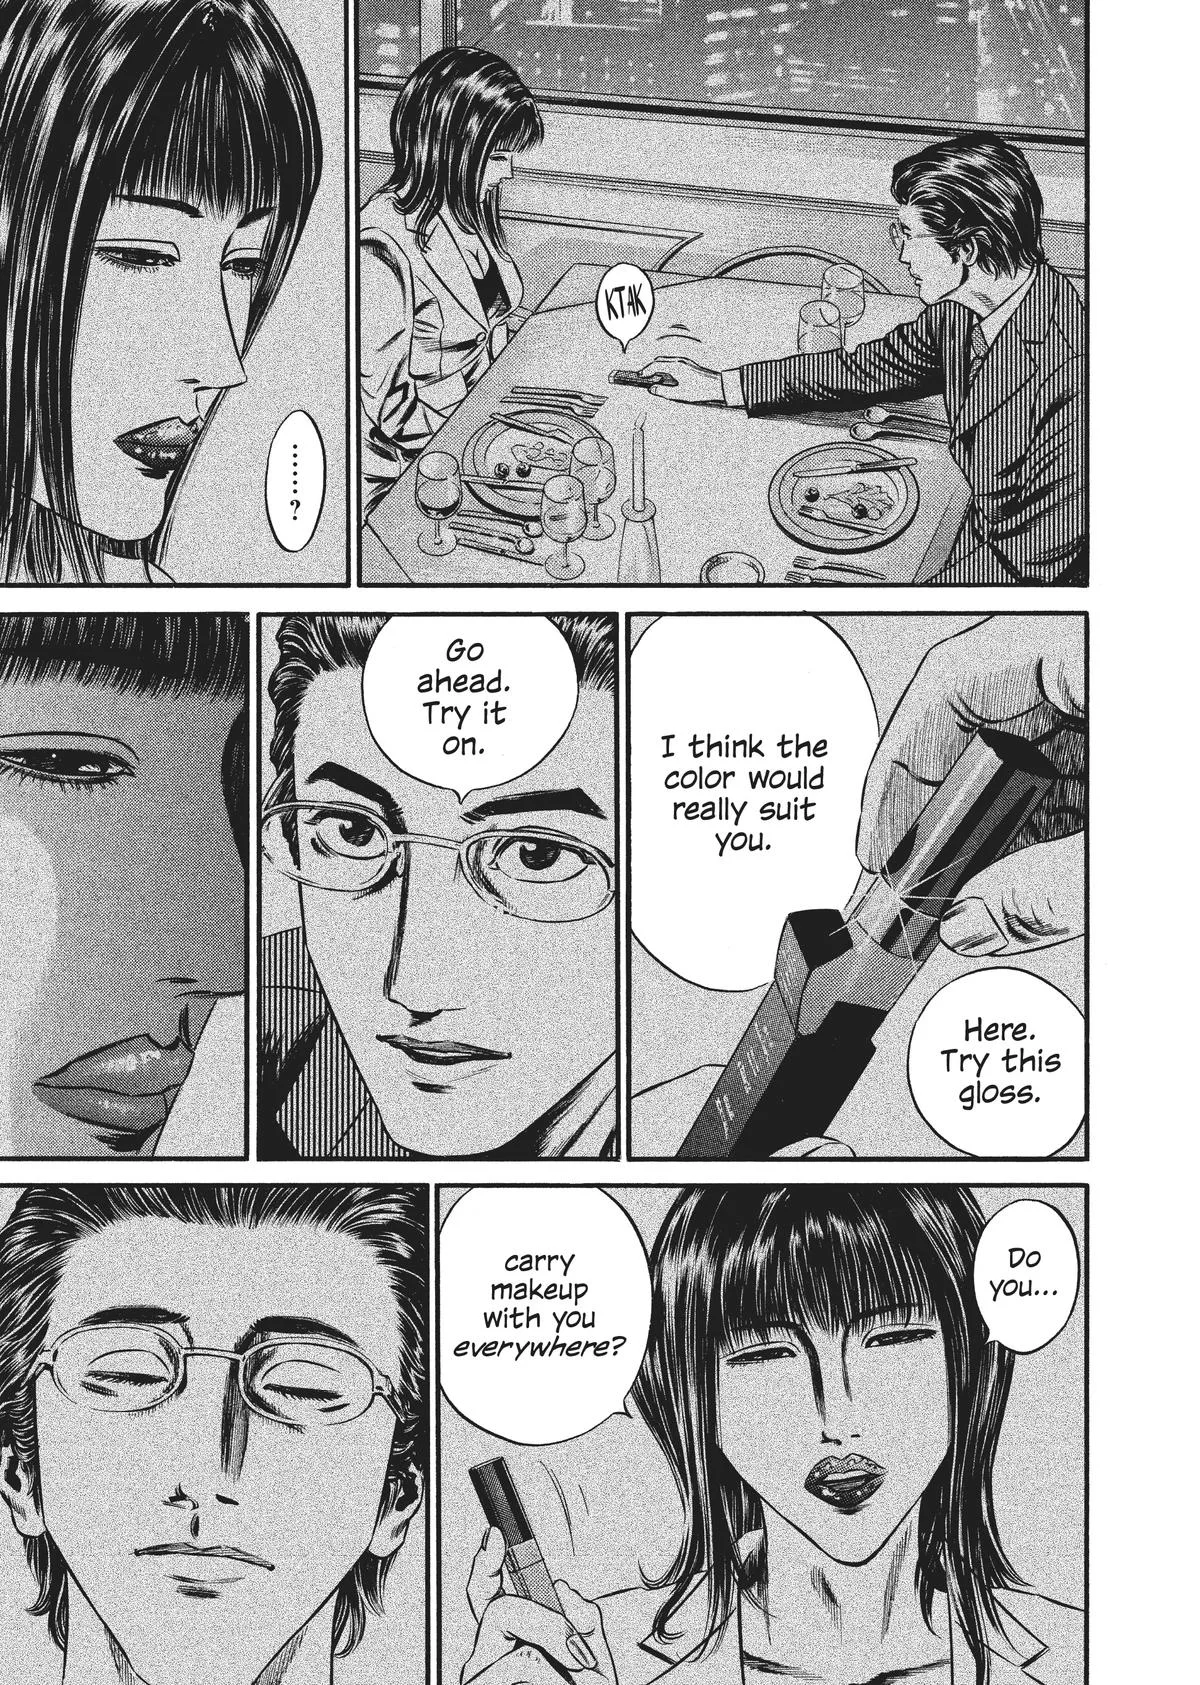 KTAK
......?
Here.
Try this
gloss.
I think the
color would
really suit
you.
Go
ahead.
Try it
on.
Do
you...
carry
makeup
with you
everywhere?